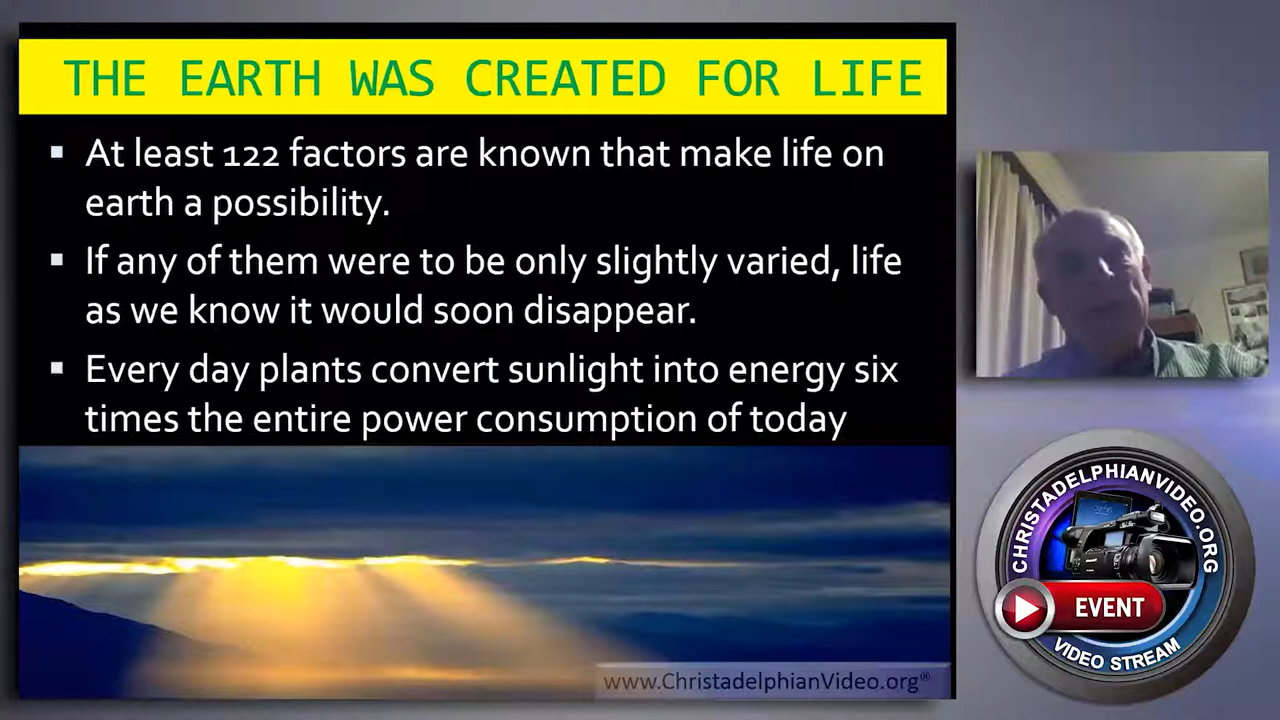 THE EARTH WAS CREATED FOR LIFE
At least 122 factors are known that make life on
earth a possibility.
If any of them were to be only slightly varied, life
as we know it would soon disappear.
Every day plants convert sunlight into energy six
times the entire power consumption of today
www.ChristadelphianVideo.org®
CHRISTADELPHIANVIDEO.ORG
EVENT
VIDEO STREAM